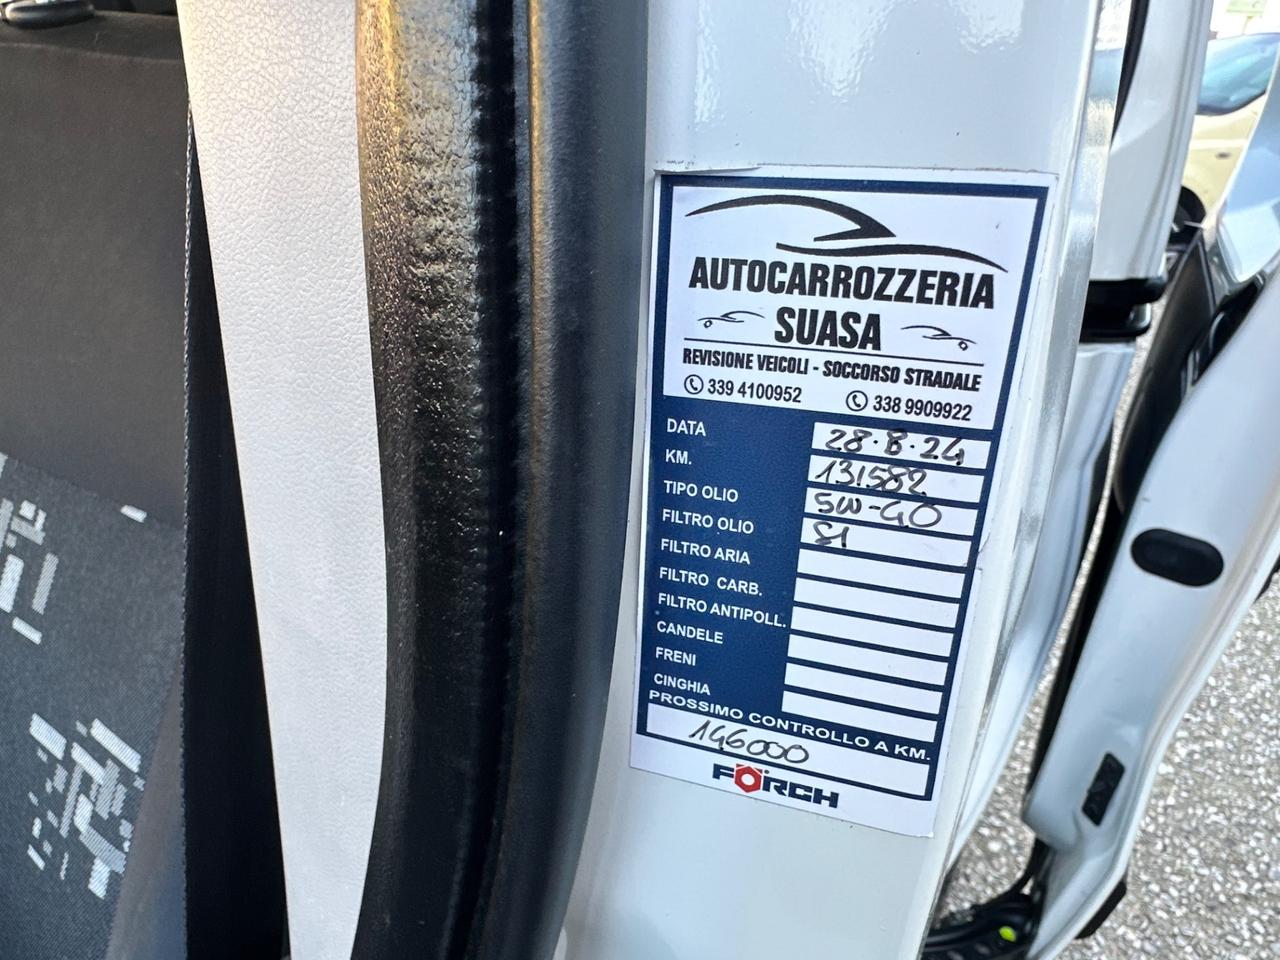 AUTOCARROZZERIA
SUASA
REVISIONE VEICOLI - SOCCORSO STRADALE
339 4100952 338 9909922
DATA 28.8.24
KM. 131582
TIPO OLIO 5W-40
FILTRO OLIO SI
FILTRO ARIA
FILTRO CARB.
FILTRO ANTIPOLL.
CANDELE
FRENI
CINGHIA
PROSSIMO CONTROLLO A KM.
146000
FÖRCH